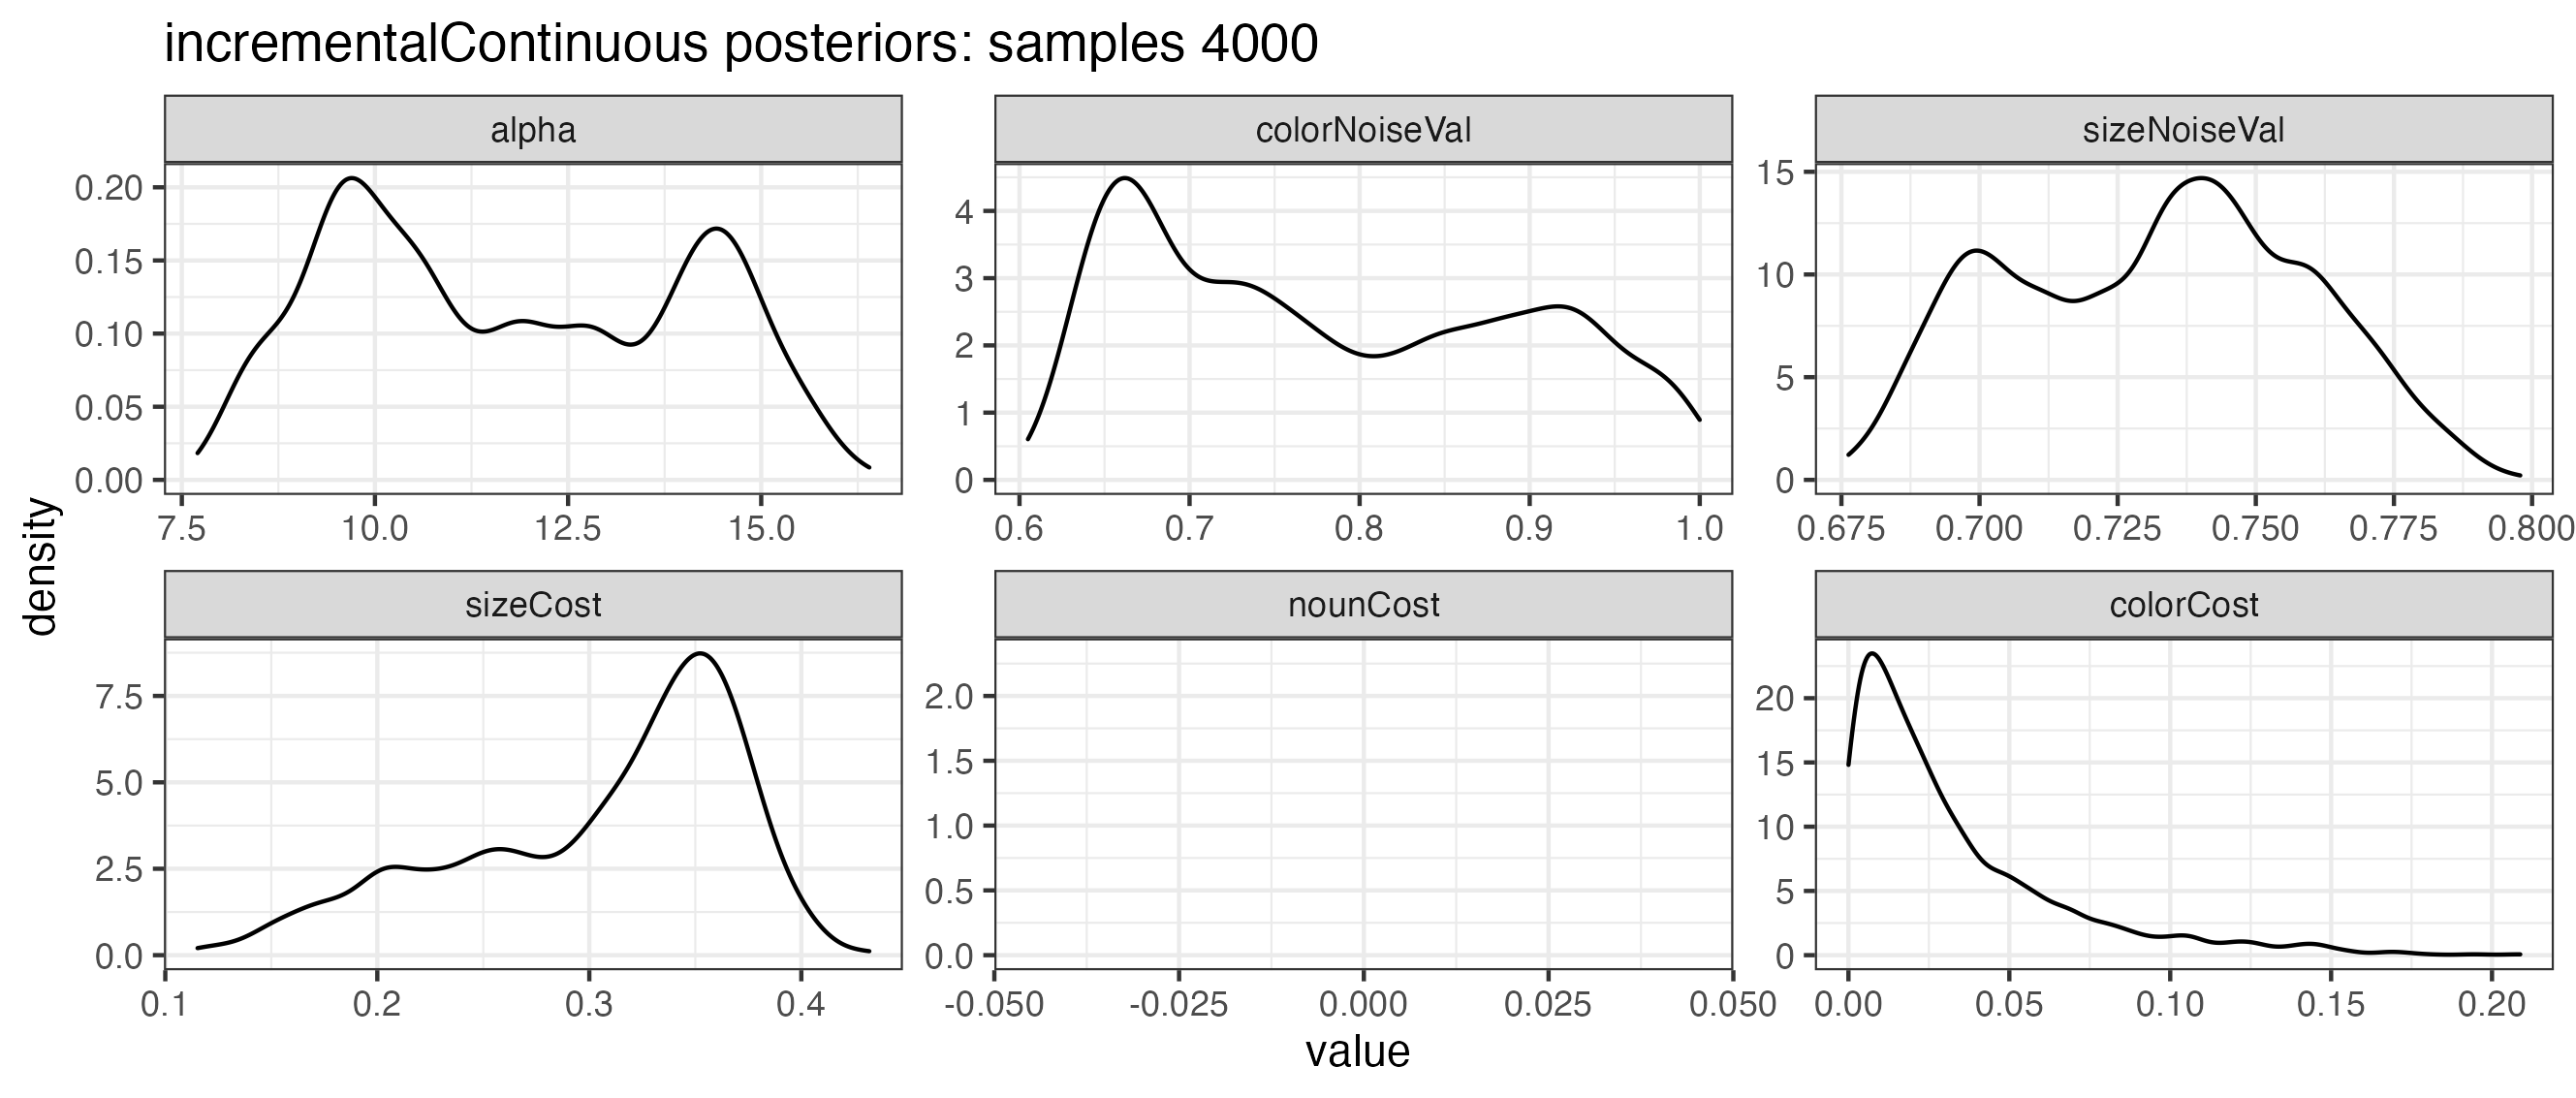 incrementalContinuous posteriors: samples 4000
alpha
colorNoiseVal
sizeNoiseVal
0.20
0.15
0.10
0.05
0.00
4
3
2
1
0
15
10
5
0
7.5 10.0 12.5 15.0
0.6 0.7 0.8 0.9 1.0
0.675 0.700 0.725 0.750 0.775 0.800
density
sizeCost
nounCost
colorCost
7.5
5.0
2.5
0.0
2.0
1.5
1.0
0.5
0.0
20
15
10
5
0
0.1 0.2 0.3 0.4
-0.050 -0.025 0.000 0.025 0.050
0.00 0.05 0.10 0.15 0.20
value